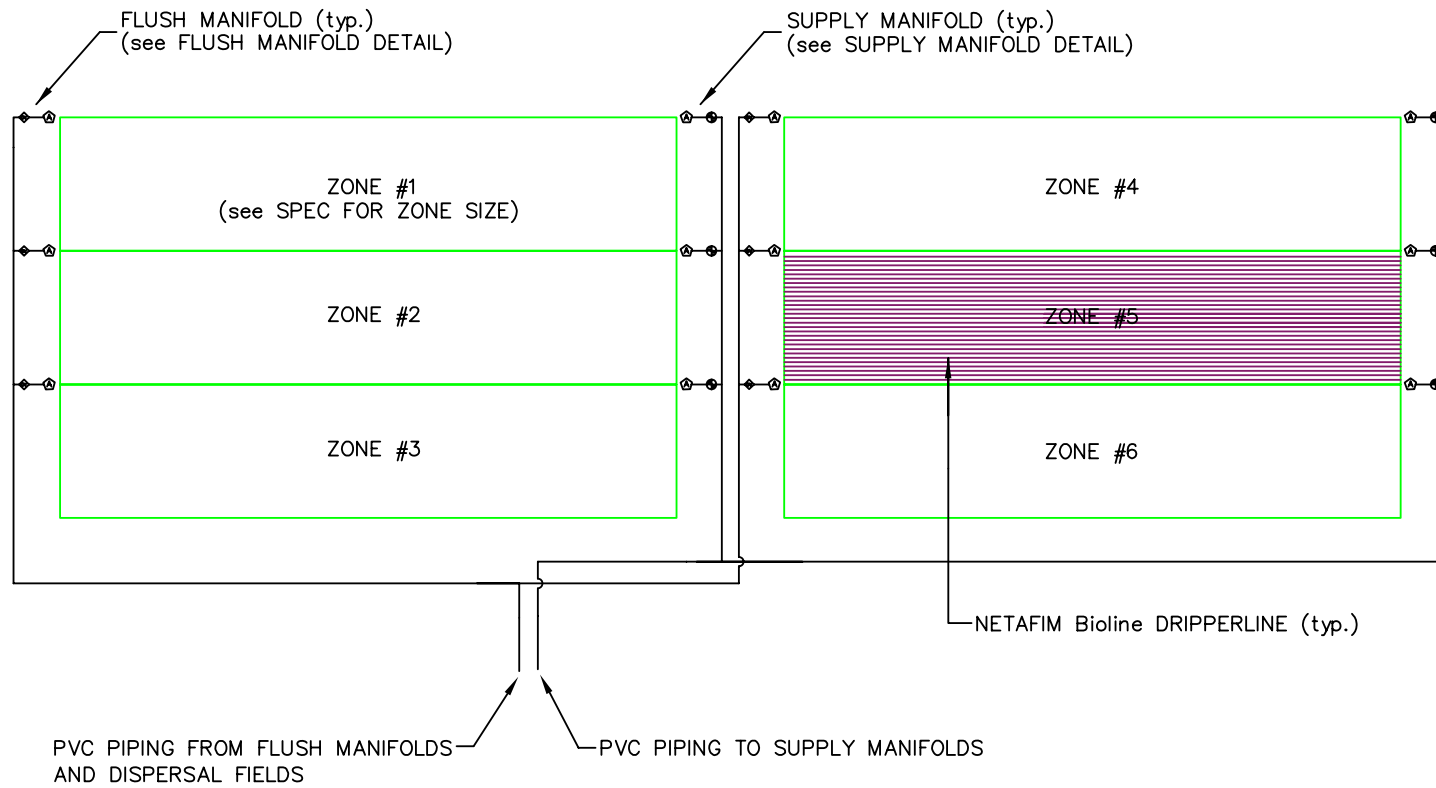 FLUSH MANIFOLD (typ.)
(see FLUSH MANIFOLD DETAIL)
SUPPLY MANIFOLD (typ.)
(see SUPPLY MANIFOLD DETAIL)
ZONE #1
(see SPEC FOR ZONE SIZE)
ZONE #4
ZONE #2
ZONE #5
ZONE #3
ZONE #6
NETAFIM Bioline DRIPPERLINE (typ.)
PVC PIPING FROM FLUSH MANIFOLDS
AND DISPERSAL FIELDS
PVC PIPING TO SUPPLY MANIFOLDS